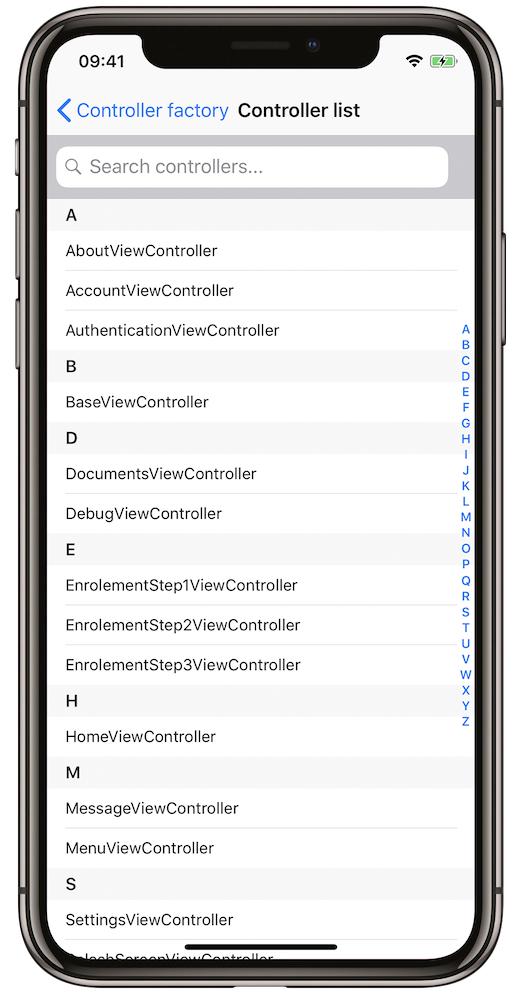 09:41
Controller factory Controller list
Search controllers...
A
AboutViewController
AccountViewController
AuthenticationViewController
B
BaseViewController
D
DocumentsViewController
DebugViewController
E
EnrolementStep1ViewController
EnrolementStep2ViewController
EnrolementStep3ViewController
H
HomeViewController
M
MessageViewController
MenuViewController
S
SettingsViewController
SplashScreenViewController
A
B
C
D
E
F
G
H
I
J
K
L
M
N
O
P
Q
R
S
T
U
V
W
X
Y
Z